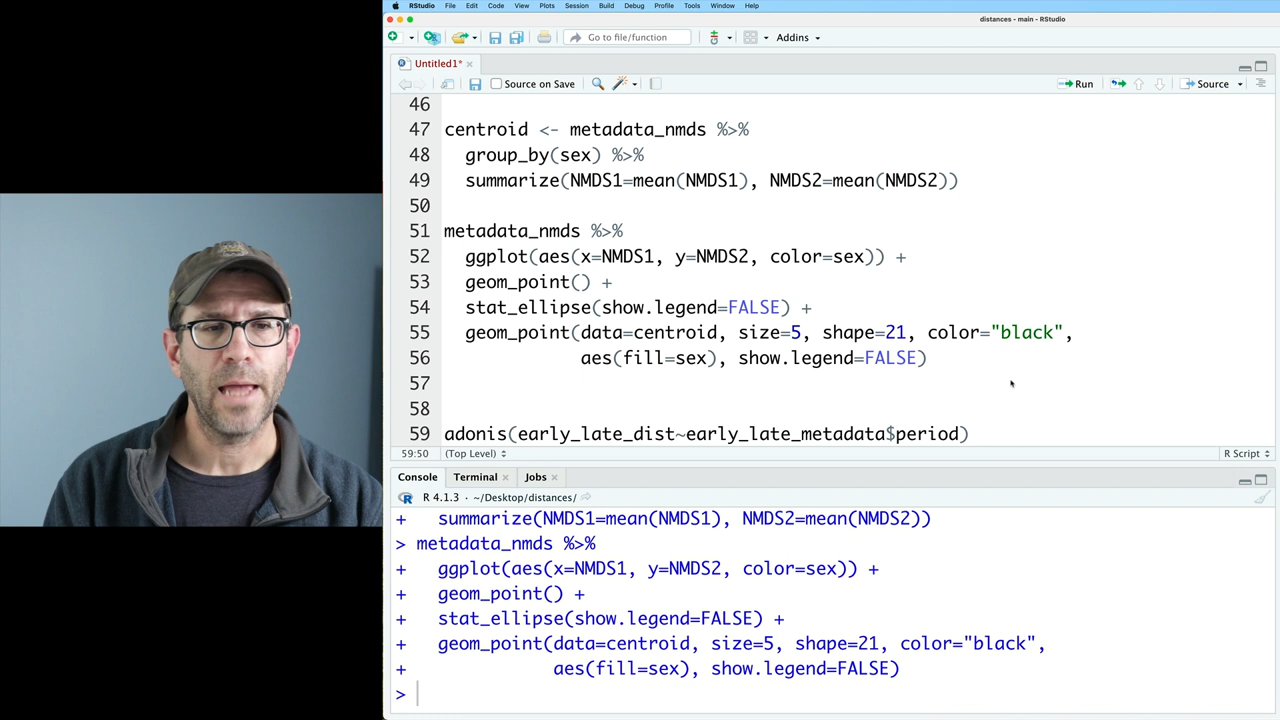 RStudio File Edit Code View Plots Session Build Debug Profile Tools Window Help
distances - main - RStudio
Go to file/function Addins
Untitled1*
Source on Save Run Source
46
47 centroid <- metadata_nmds %>%
48 group_by(sex) %>%
49 summarize(NMDS1=mean(NMDS1), NMDS2=mean(NMDS2))
50
51 metadata_nmds %>%
52 ggplot(aes(x=NMDS1, y=NMDS2, color=sex)) +
53 geom_point() +
54 stat_ellipse(show.legend=FALSE) +
55 geom_point(data=centroid, size=5, shape=21, color="black",
56 aes(fill=sex), show.legend=FALSE)
57
58
59 adonis(early_late_dist~early_late_metadata$period)
59:50 (Top Level) R Script
Console Terminal Jobs
R 4.1.3 · ~/Desktop/distances/
+ summarize(NMDS1=mean(NMDS1), NMDS2=mean(NMDS2))
> metadata_nmds %>%
+ ggplot(aes(x=NMDS1, y=NMDS2, color=sex)) +
+ geom_point() +
+ stat_ellipse(show.legend=FALSE) +
+ geom_point(data=centroid, size=5, shape=21, color="black",
+ aes(fill=sex), show.legend=FALSE)
>